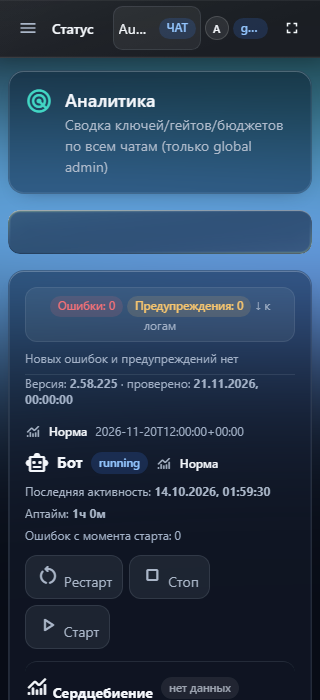 Статус
Au...
ЧАТ
A
g...
Аналитика
Сводка ключей/гейтов/бюджетов
по всем чатам (только global
admin)
Ошибки: 0 Предупреждения: 0 ↓ к
логам
Новых ошибок и предупреждений нет
Версия: 2.58.225 · проверено: 21.11.2026,
00:00:00
Норма 2026-11-20T12:00:00+00:00
Бот running Норма
Последняя активность: 14.10.2026, 01:59:30
Аптайм: 1ч 0м
Ошибок с момента старта: 0
Рестарт Стоп
Старт
Сердцебиение нет данных